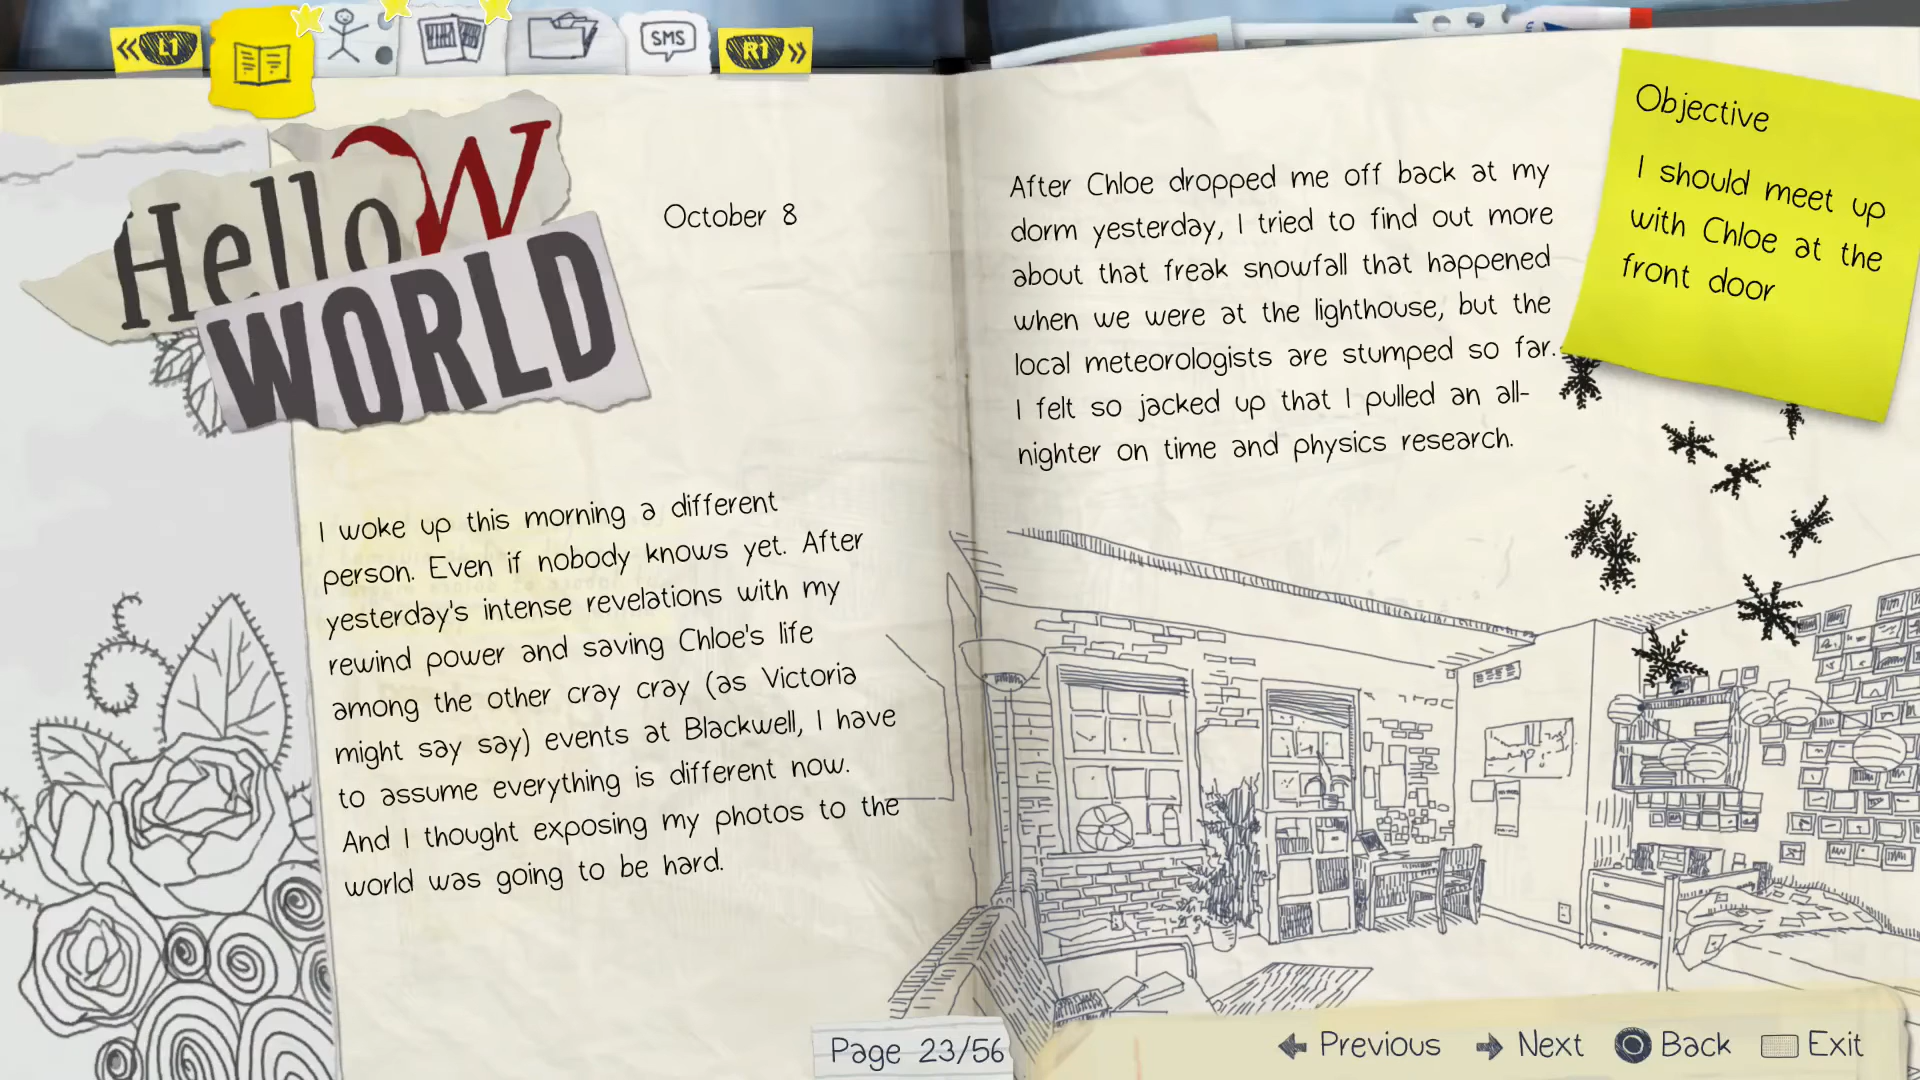 L1
SMS
R1
HelloW
WORLD
October 8
I woke up this morning a different
person. Even if nobody knows yet. After
yesterday's intense revelations with my
rewind power and saving Chloe's life
among the other cray cray (as Victoria
might say say) events at Blackwell, I have
to assume everything is different now.
And I thought exposing my photos to the
world was going to be hard.
After Chloe dropped me off back at my
dorm yesterday, I tried to find out more
about that freak snowfall that happened
when we were at the lighthouse, but the
local meteorologists are stumped so far.
I felt so jacked up that I pulled an all-
nighter on time and physics research.
Objective
I should meet up
with Chloe at the
front door
Page 23/56
Previous
Next
Back
Exit